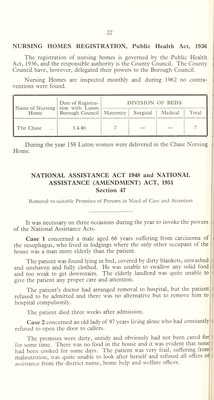 22
NURSING HOMES REGISTRATION, Public Health Act, 1936
The registration of nursing homes is governed by the Public Health
Act, 1936, and the responsible authority is the County Council. The County
Council have, however, delegated their powers to the Borough Council.
Nursing Homes are inspected monthly and during 1962 no contra-
ventions were found.
Name of Nursing Home
Date of Registra-
tion with Luton
Borough Council
DIVISION OF BEDS
Maternity Surgical Medical Total
The Chase ... 5.4.46 7 — — 7
During the year 158 Luton women were delivered in the Chase Nursing
Home.
NATIONAL ASSISTANCE ACT 1948 and NATIONAL
ASSISTANCE (AMENDMENT) ACT, 1951
Section 47
Removal to suitable Premises of Persons in Need of Care and Attention
It was necessary on three occasions during the year to invoke the powers
of the National Assistance Acts.
Case 1 concerned a male aged 66 years suffering from carcinoma of
the oesophagus, who lived in lodgings where the only other occupant of the
house was a man more elderly than the patient.
The patient was found lying in bed, covered by dirty blankets, unwashed
and unshaven and fully clothed. He was unable to swallow any solid food
and too weak to get downstairs. The elderly landlord was quite unable to
give the patient any proper care and attention.
The patient's doctor had arranged removal to hospital, but the patient
refused to be admitted and there was no alternative but to remove him to
hospital compulsorily.
The patient died three weeks after admission.
Case 2 concerned an old lady of 97 years living alone who had constantly
refused to open the door to callers.
The premises were dirty, untidy and obviously had not been cared for
for some time. There was no food in the house and it was evident that none
had been cooked for some days. The patient was very frail, suffering from
malnutrition, was quite unable to look after herself and refused all offers of
assistance from the district nurse, home help and welfare officer.